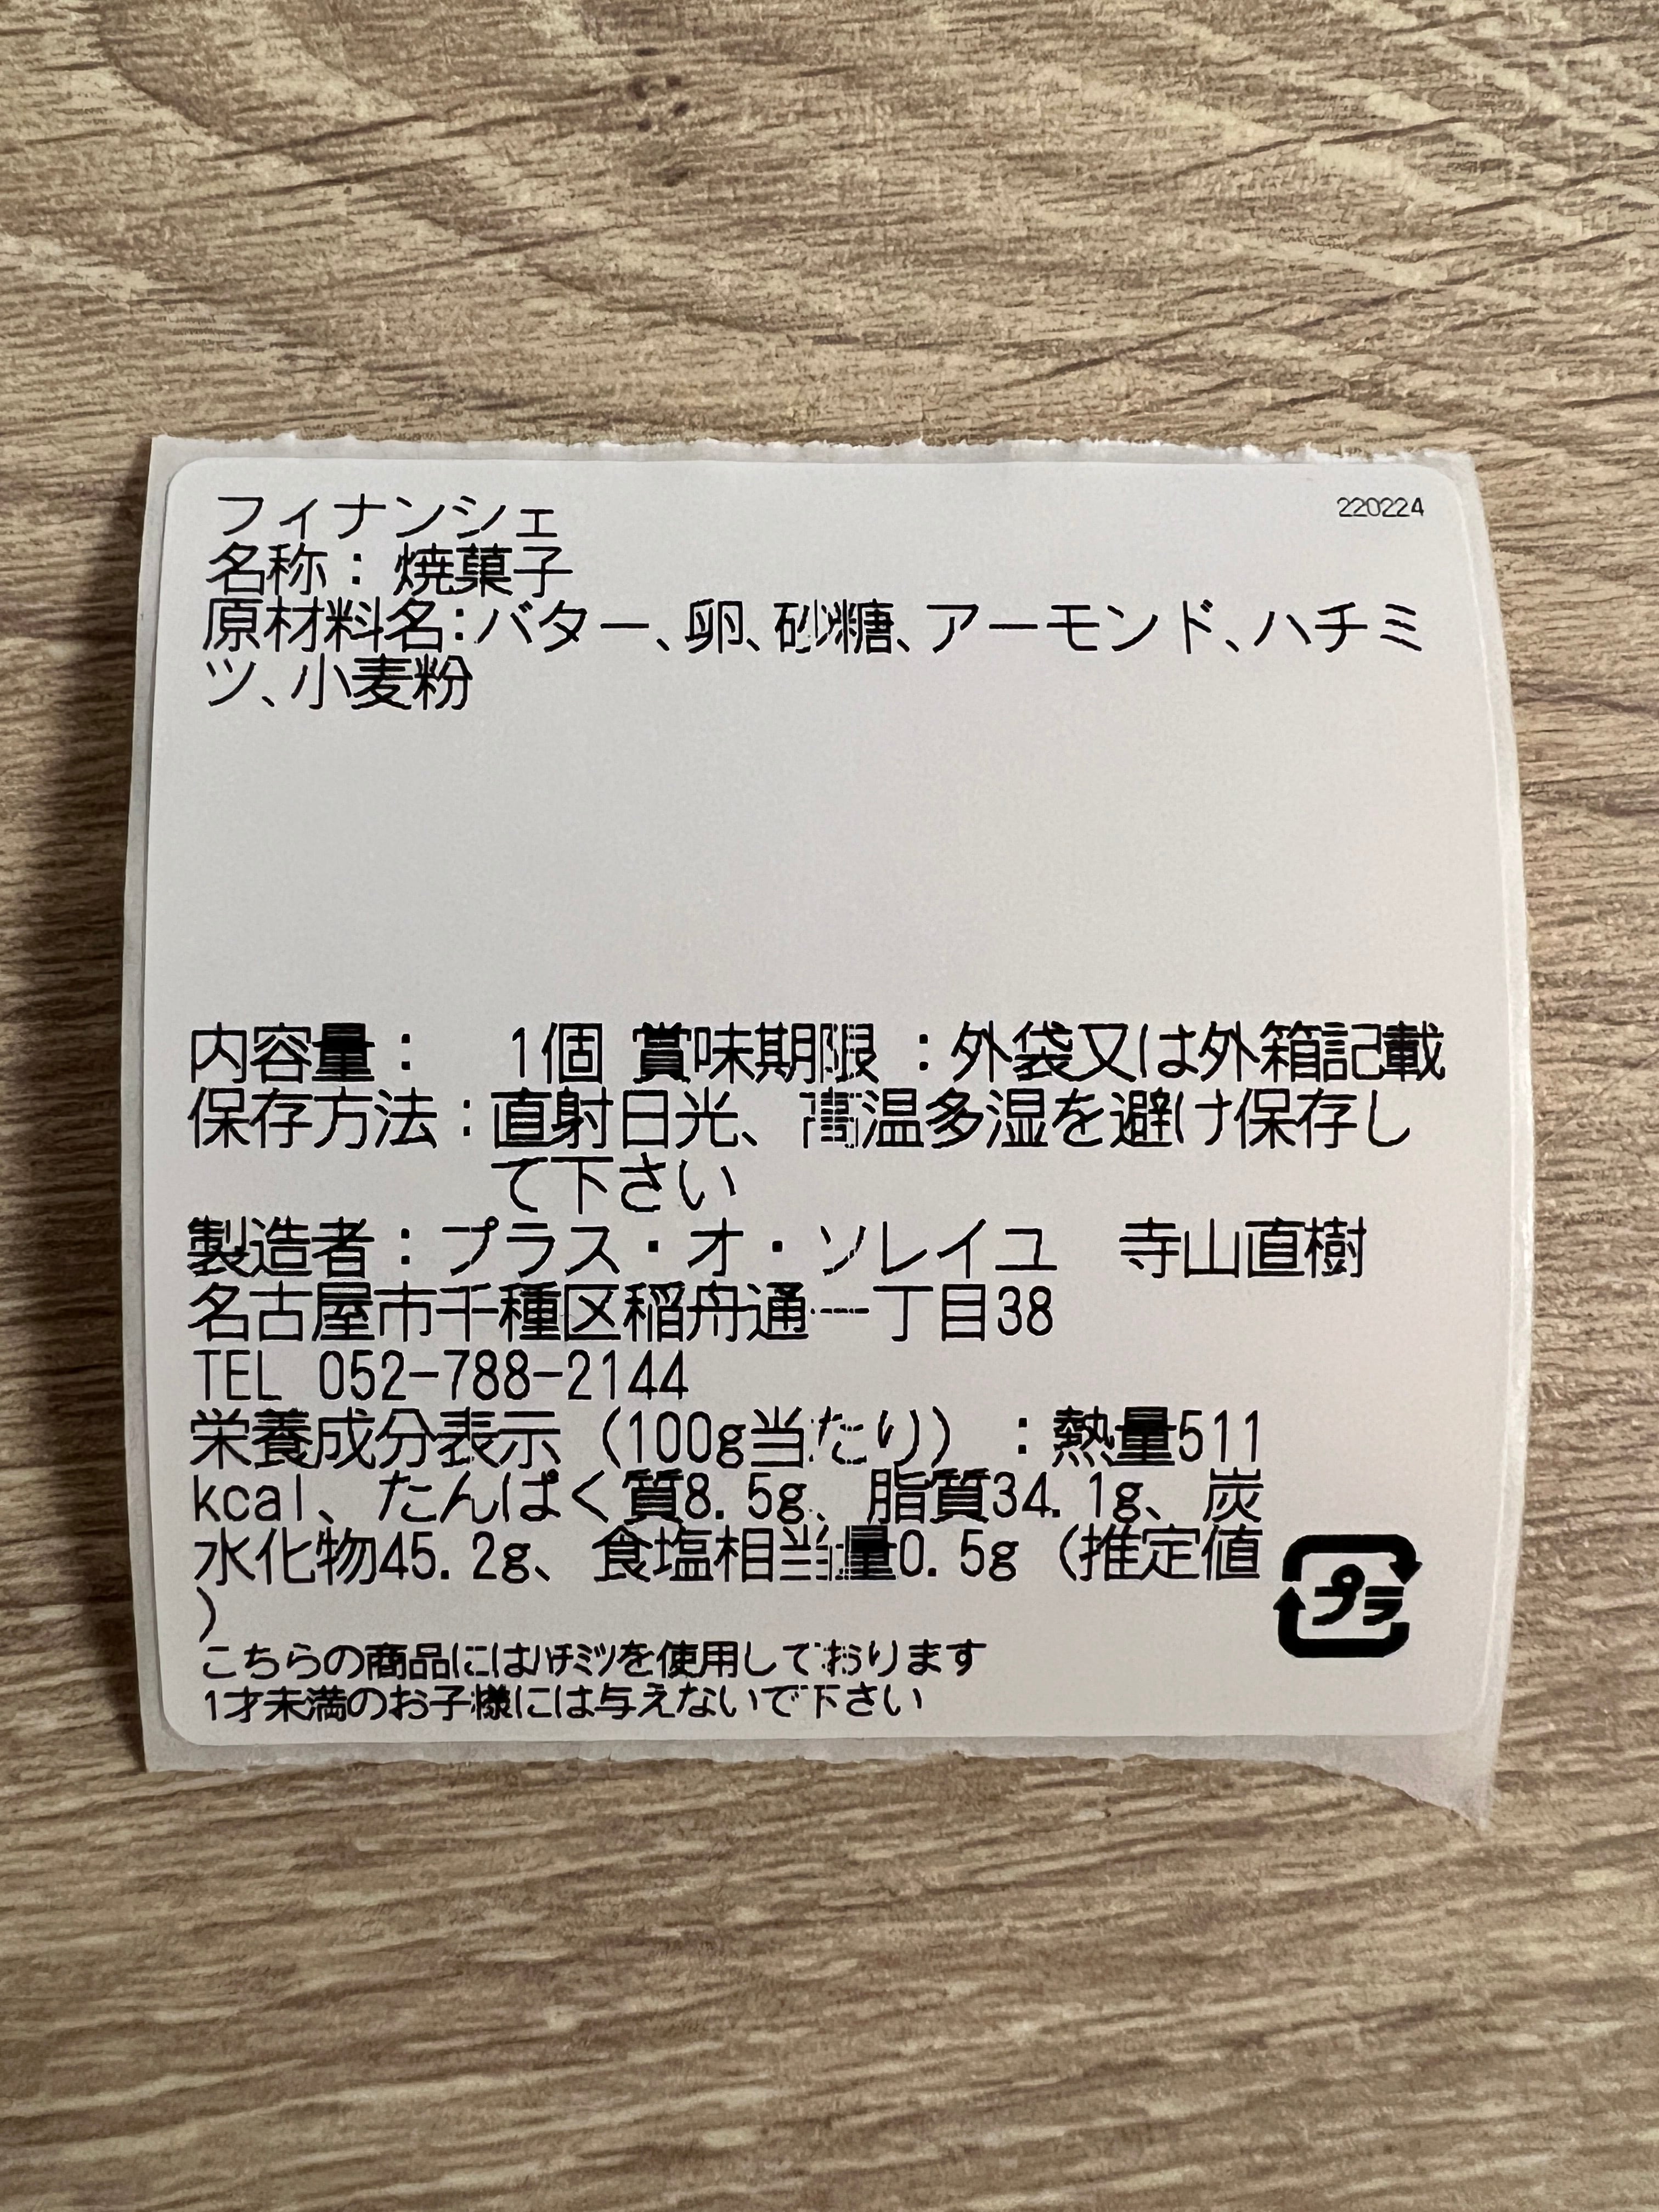 フィナンシェ
220224
名称：焼菓子
原材料名：バター、卵、砂糖、アーモンド、ハチミ
ツ、小麦粉
内容量：　1個 賞味期限：外袋又は外箱記載
保存方法：直射日光、高温多湿を避け保存し
て下さい
製造者：プラス・オ・ソレイユ　寺山直樹
名古屋市千種区稲舟通一丁目38
TEL 052-788-2144
栄養成分表示（100g当たり）：熱量511
kcal、たんぱく質8.5g、脂質34.1g、炭
水化物45.2g、食塩相当量0.5g（推定値
）
プラ
こちらの商品にはﾊﾁﾐﾂを使用しております
1才未満のお子様には与えないで下さい